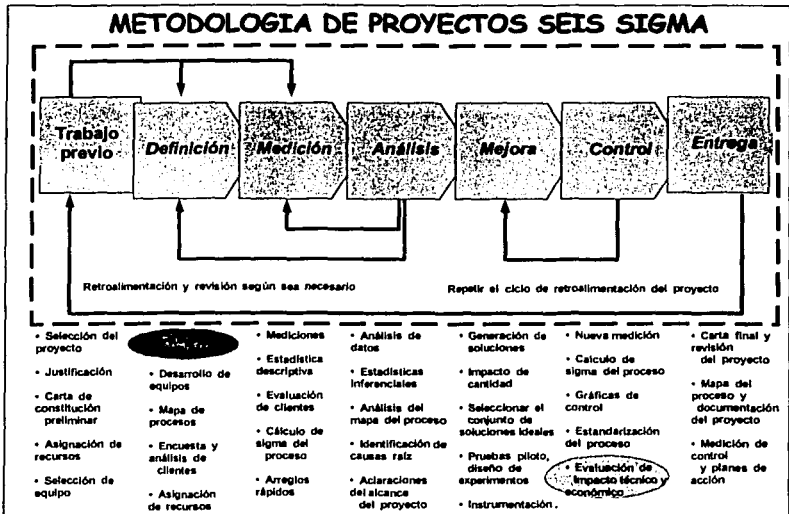 METODOLOGIA DE PROYECTOS SEIS SIGMA
Trabajo
previo
Definición
Medición
Análisis
Mejora
Control
Entrega
Retroalimentación y revisión según sea necesario
Repetir el ciclo de retroalimentación del proyecto
• Selección del
proyecto
• Justificación
• Carta de
constitución
preliminar
• Asignación de
recursos
• Selección de
equipo
• Desarrollo de
equipos
• Mapa de
procesos
• Encuesta y
análisis de
clientes
• Asignación
de recursos
• Mediciones
• Estadística
descriptiva
• Evaluación
de clientes
• Cálculo de
sigma del
proceso
• Arreglos
rápidos
• Análisis de
datos
• Estadísticas
inferenciales
• Análisis del
mapa del proceso
• Identificación de
causas raíz
• Aclaraciones
del alcance
del proyecto
• Generación de
soluciones
• Impacto de
cantidad
• Seleccionar el
conjunto de
soluciones ideales
• Pruebas piloto,
diseño de
experimentos
• Instrumentación.
• Nueva medición
• Calculo de
sigma del proceso
• Gráficas de
control
• Estandarización
del proceso
• Evaluación de
Impacto técnico y
económico
• Carta final y
revisión
del proyecto
• Mapa del
proceso y
documentación
del proyecto
• Medición de
control
y planes de
acción